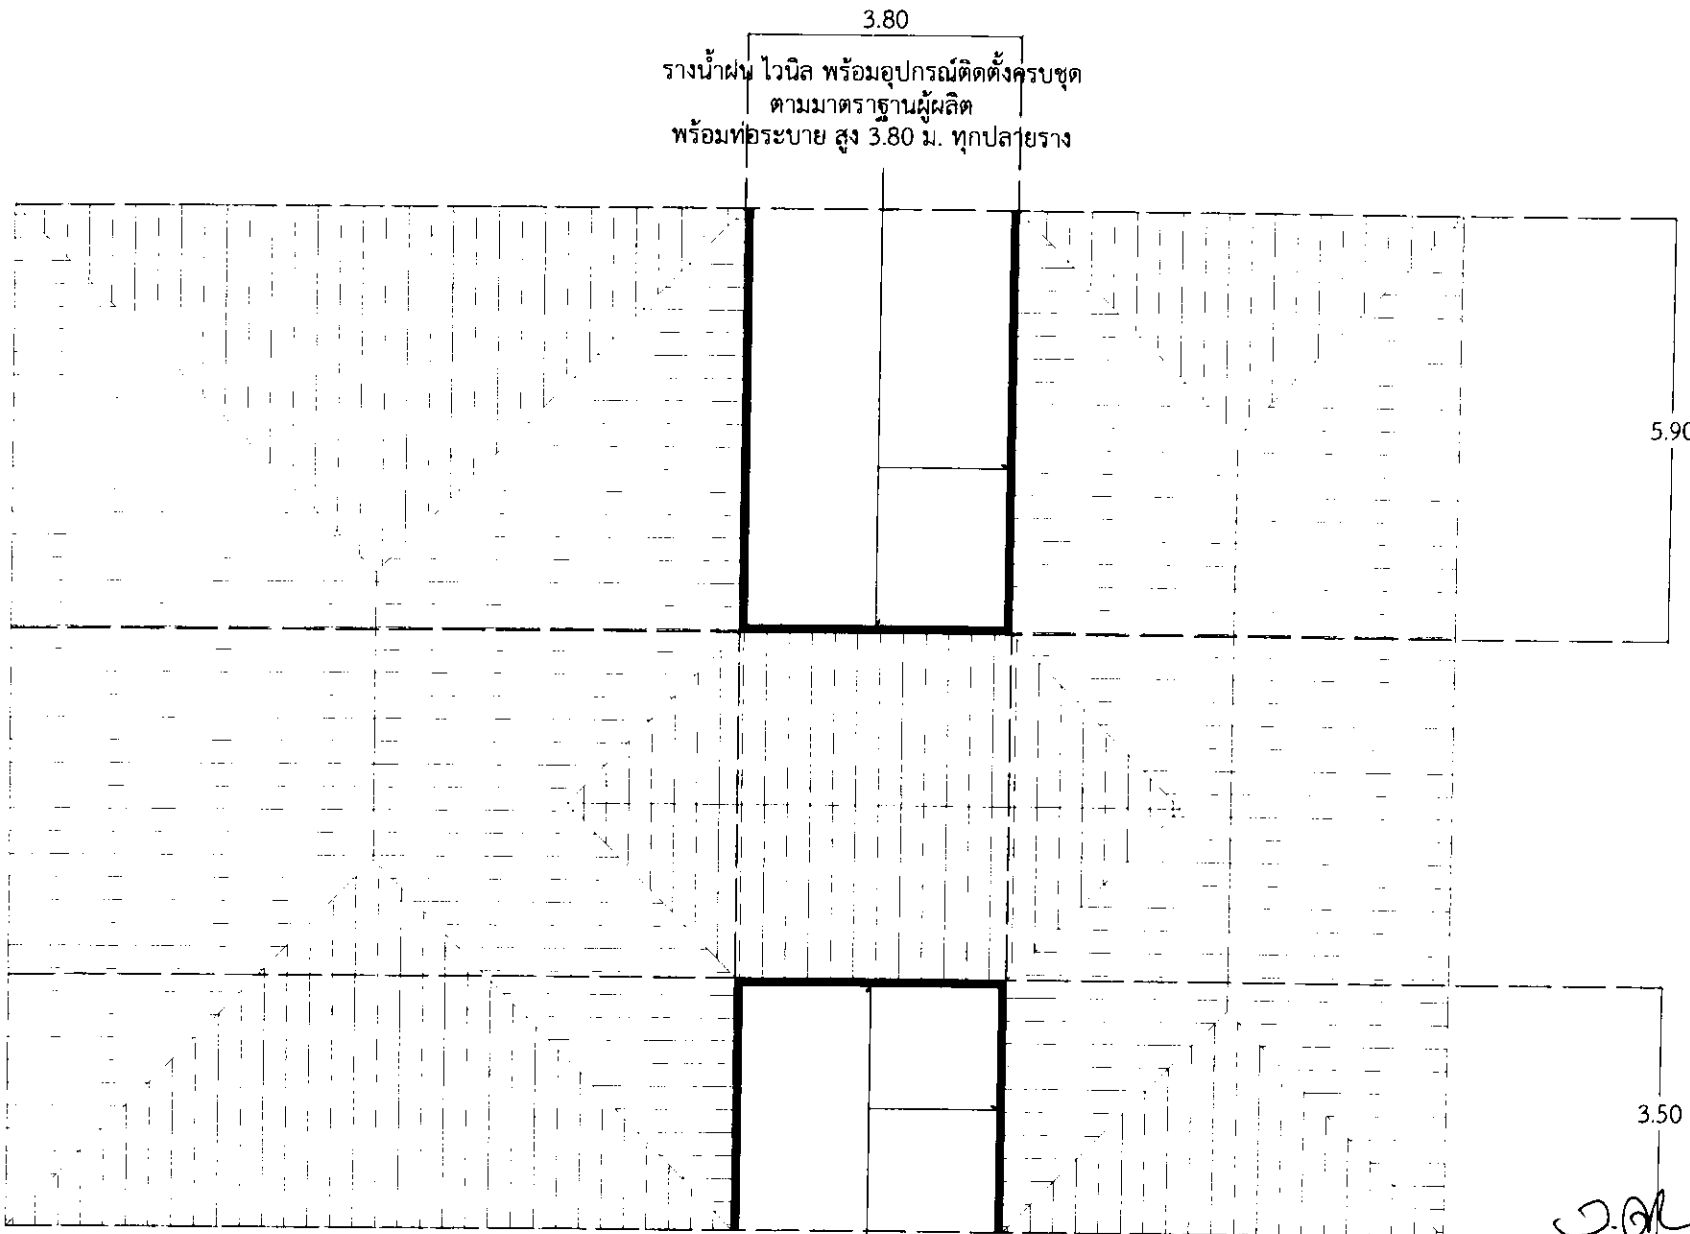 3.80
รางน้ำฝน ไวนิล พร้อมอุปกรณ์ติดตั้งครบชุด
ตามมาตราฐานผู้ผลิต
พร้อมท่อระบาย สูง 3.80 ม. ทุกปลายราง
5.90
3.50